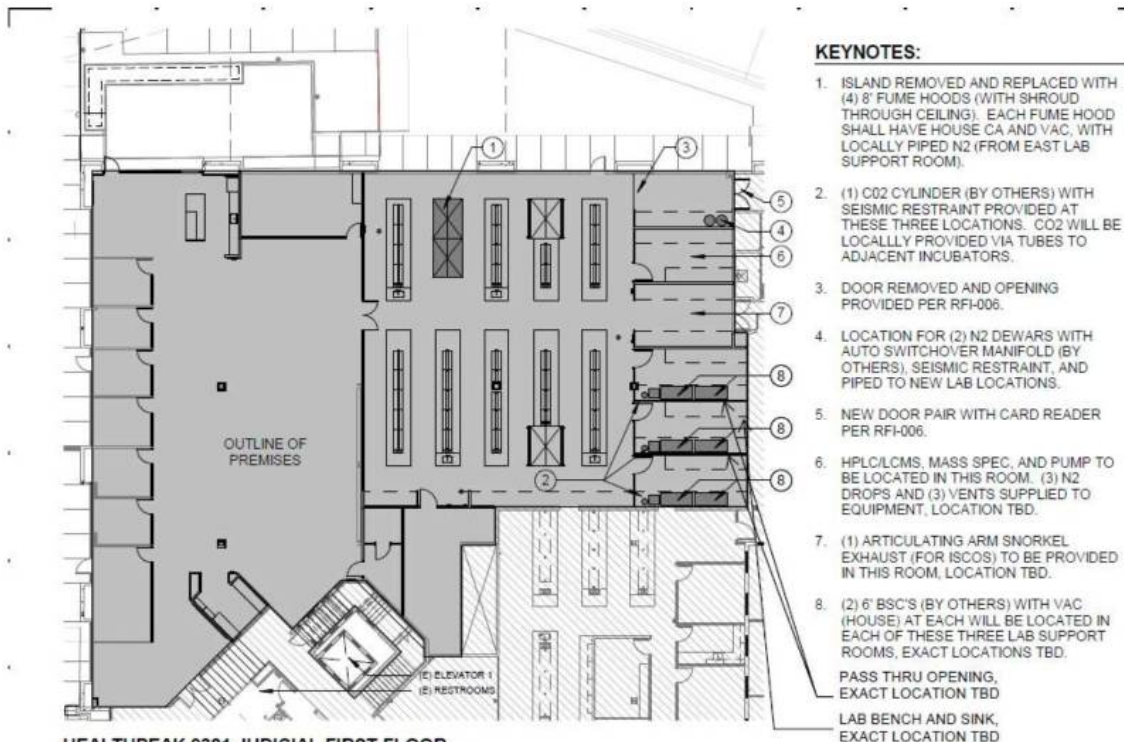 KEYNOTES:
1. ISLAND REMOVED AND REPLACED WITH
(4) 8' FUME HOODS (WITH SHROUD
THROUGH CEILING). EACH FUME HOOD
SHALL HAVE HOUSE CA AND VAC, WITH
LOCALLY PIPED N2 (FROM EAST LAB
SUPPORT ROOM).
2. (1) C02 CYLINDER (BY OTHERS) WITH
SEISMIC RESTRAINT PROVIDED AT
THESE THREE LOCATIONS. CO2 WILL BE
LOCALLLY PROVIDED VIA TUBES TO
ADJACENT INCUBATORS.
3. DOOR REMOVED AND OPENING
PROVIDED PER RFI-006.
4. LOCATION FOR (2) N2 DEWARS WITH
AUTO SWITCHOVER MANIFOLD (BY
OTHERS), SEISMIC RESTRAINT, AND
PIPED TO NEW LAB LOCATIONS.
5. NEW DOOR PAIR WITH CARD READER
PER RFI-006.
6. HPLC/LCMS, MASS SPEC, AND PUMP TO
BE LOCATED IN THIS ROOM. (3) N2
DROPS AND (3) VENTS SUPPLIED TO
EQUIPMENT, LOCATION TBD.
7. (1) ARTICULATING ARM SNORKEL
EXHAUST (FOR ISCOS) TO BE PROVIDED
IN THIS ROOM, LOCATION TBD.
8. (2) 6' BSC'S (BY OTHERS) WITH VAC
(HOUSE) AT EACH WILL BE LOCATED IN
EACH OF THESE THREE LAB SUPPORT
ROOMS, EXACT LOCATIONS TBD.
PASS THRU OPENING,
EXACT LOCATION TBD
LAB BENCH AND SINK,
EXACT LOCATION TBD
1
3
5
4
6
7
8
8
2
8
OUTLINE OF
PREMISES
(E) ELEVATOR 1
(E) RESTROOMS